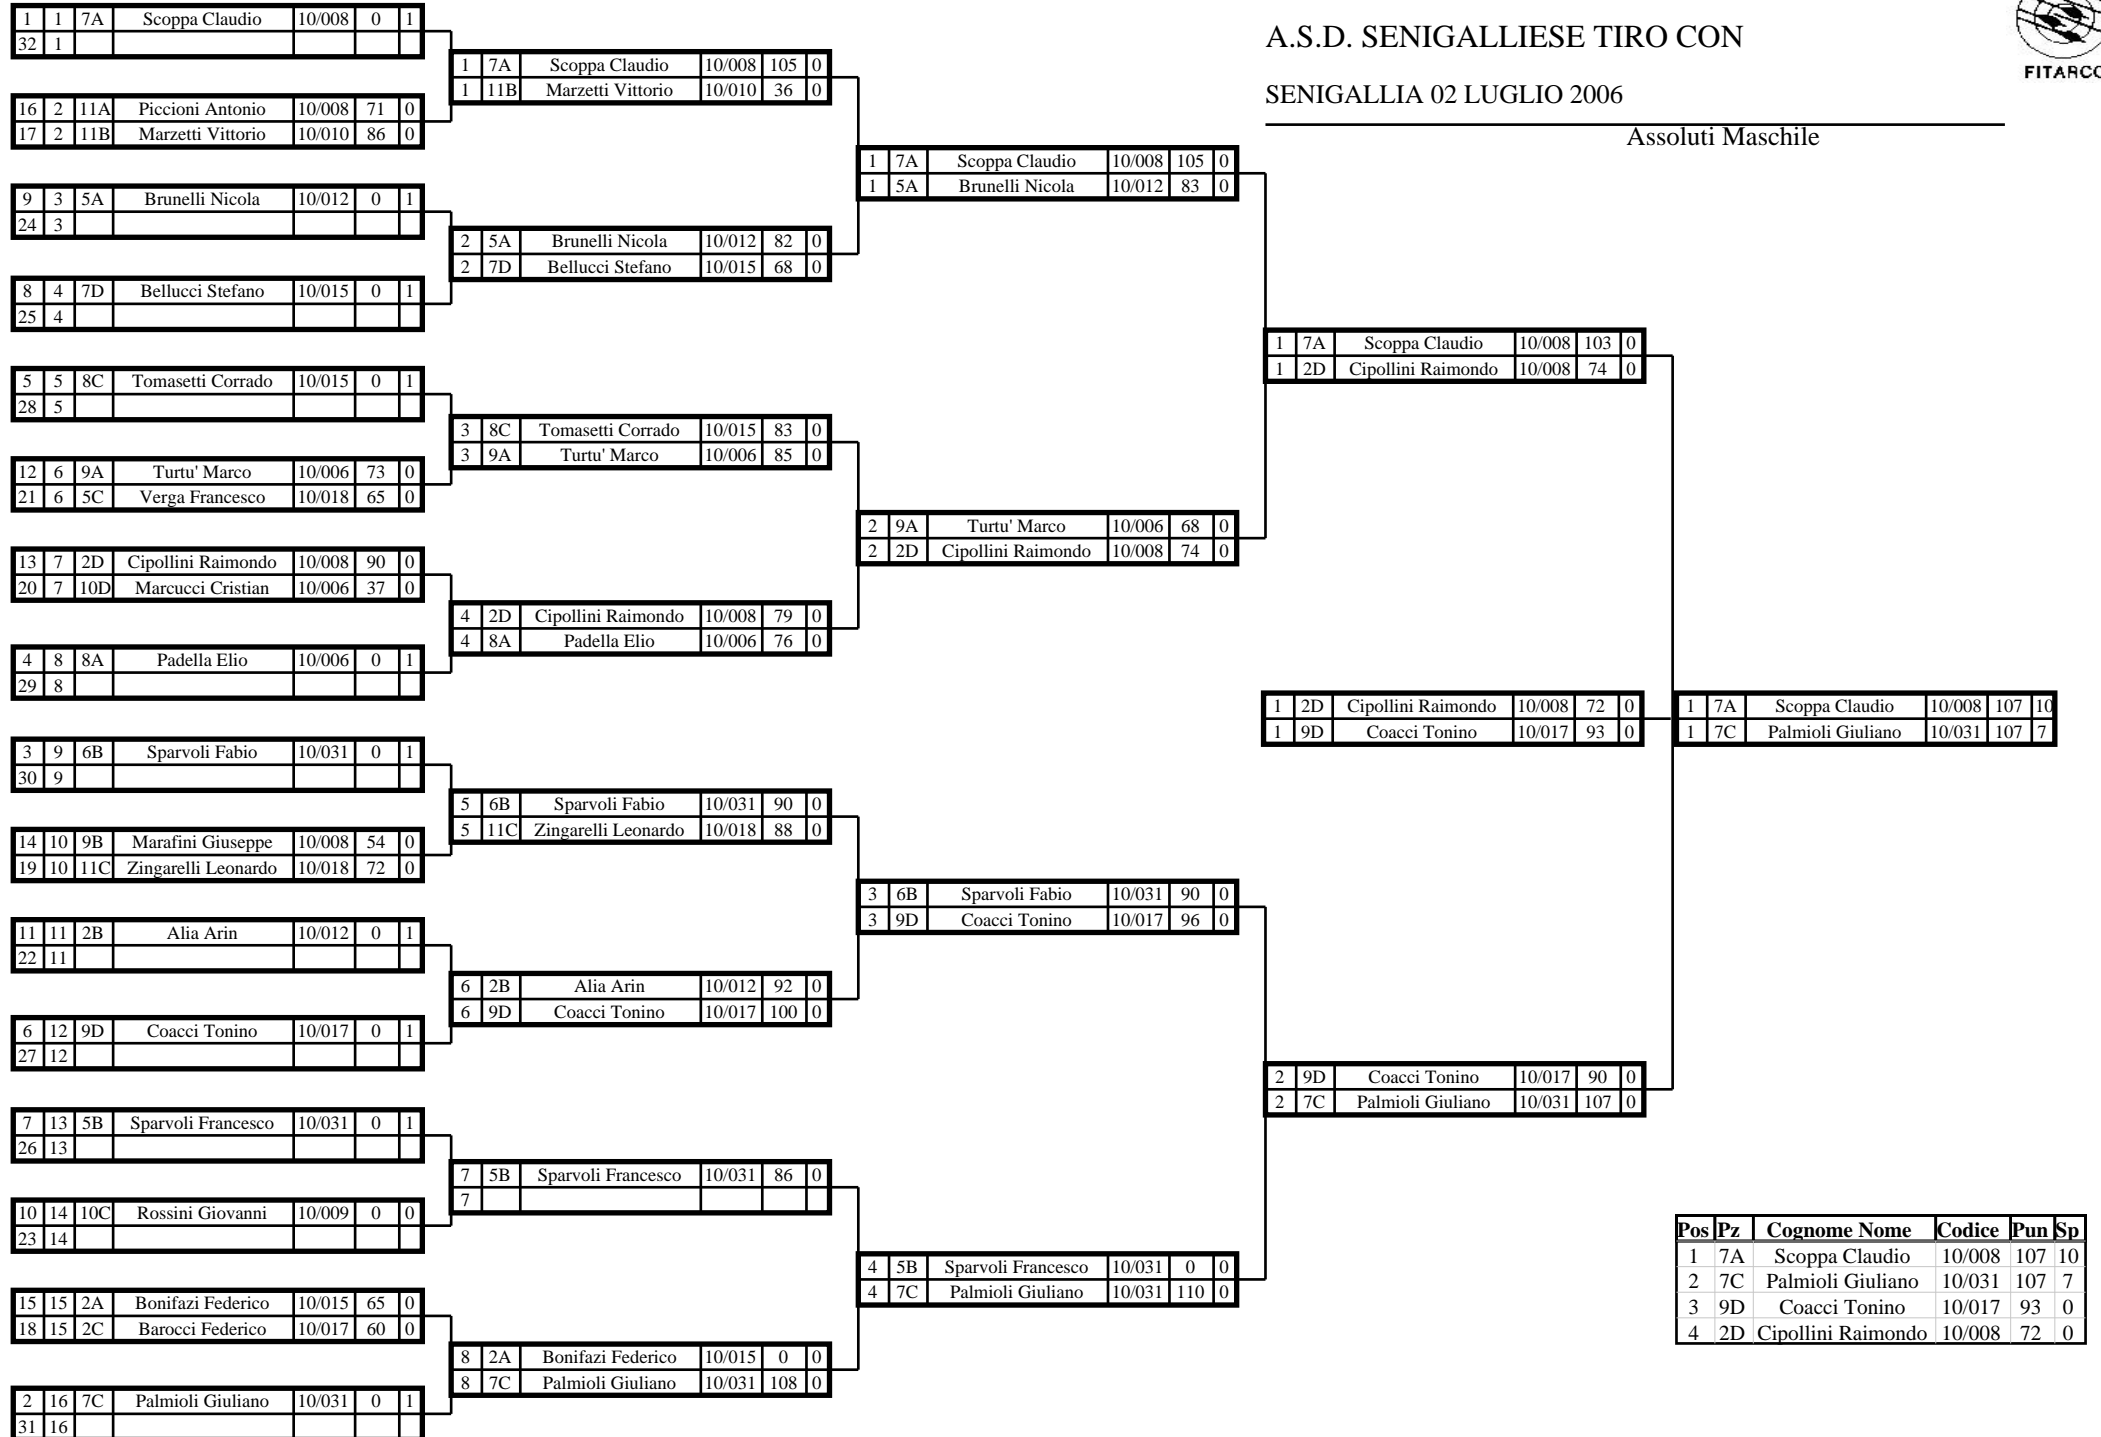 A.S.D. SENIGALLIESE TIRO CON
FITARCO
SENIGALLIA 02 LUGLIO 2006
Assoluti Maschile
1 1 7A Scoppa Claudio 10/008 0 1
32 1
16 2 11A Piccioni Antonio 10/008 71 0
17 2 11B Marzetti Vittorio 10/010 86 0
9 3 5A Brunelli Nicola 10/012 0 1
24 3
8 4 7D Bellucci Stefano 10/015 0 1
25 4
5 5 8C Tomasetti Corrado 10/015 0 1
28 5
12 6 9A Turtu' Marco 10/006 73 0
21 6 5C Verga Francesco 10/018 65 0
13 7 2D Cipollini Raimondo 10/008 90 0
20 7 10D Marcucci Cristian 10/006 37 0
4 8 8A Padella Elio 10/006 0 1
29 8
3 9 6B Sparvoli Fabio 10/031 0 1
30 9
14 10 9B Marafini Giuseppe 10/008 54 0
19 10 11C Zingarelli Leonardo 10/018 72 0
11 11 2B Alia Arin 10/012 0 1
22 11
6 12 9D Coacci Tonino 10/017 0 1
27 12
7 13 5B Sparvoli Francesco 10/031 0 1
26 13
10 14 10C Rossini Giovanni 10/009 0 0
23 14
15 15 2A Bonifazi Federico 10/015 65 0
18 15 2C Barocci Federico 10/017 60 0
2 16 7C Palmioli Giuliano 10/031 0 1
31 16
1 7A Scoppa Claudio 10/008 105 0
1 11B Marzetti Vittorio 10/010 36 0
2 5A Brunelli Nicola 10/012 82 0
2 7D Bellucci Stefano 10/015 68 0
3 8C Tomasetti Corrado 10/015 83 0
3 9A Turtu' Marco 10/006 85 0
4 2D Cipollini Raimondo 10/008 79 0
4 8A Padella Elio 10/006 76 0
5 6B Sparvoli Fabio 10/031 90 0
5 11C Zingarelli Leonardo 10/018 88 0
6 2B Alia Arin 10/012 92 0
6 9D Coacci Tonino 10/017 100 0
7 5B Sparvoli Francesco 10/031 86 0
7
8 2A Bonifazi Federico 10/015 0 0
8 7C Palmioli Giuliano 10/031 108 0
1 7A Scoppa Claudio 10/008 105 0
1 5A Brunelli Nicola 10/012 83 0
2 9A Turtu' Marco 10/006 68 0
2 2D Cipollini Raimondo 10/008 74 0
3 6B Sparvoli Fabio 10/031 90 0
3 9D Coacci Tonino 10/017 96 0
4 5B Sparvoli Francesco 10/031 0 0
4 7C Palmioli Giuliano 10/031 110 0
1 7A Scoppa Claudio 10/008 103 0
1 2D Cipollini Raimondo 10/008 74 0
1 2D Cipollini Raimondo 10/008 72 0
1 9D Coacci Tonino 10/017 93 0
2 9D Coacci Tonino 10/017 90 0
2 7C Palmioli Giuliano 10/031 107 0
1 7A Scoppa Claudio 10/008 107 10
1 7C Palmioli Giuliano 10/031 107 7
Pos Pz Cognome Nome Codice Pun Sp
1 7A Scoppa Claudio 10/008 107 10
2 7C Palmioli Giuliano 10/031 107 7
3 9D Coacci Tonino 10/017 93 0
4 2D Cipollini Raimondo 10/008 72 0